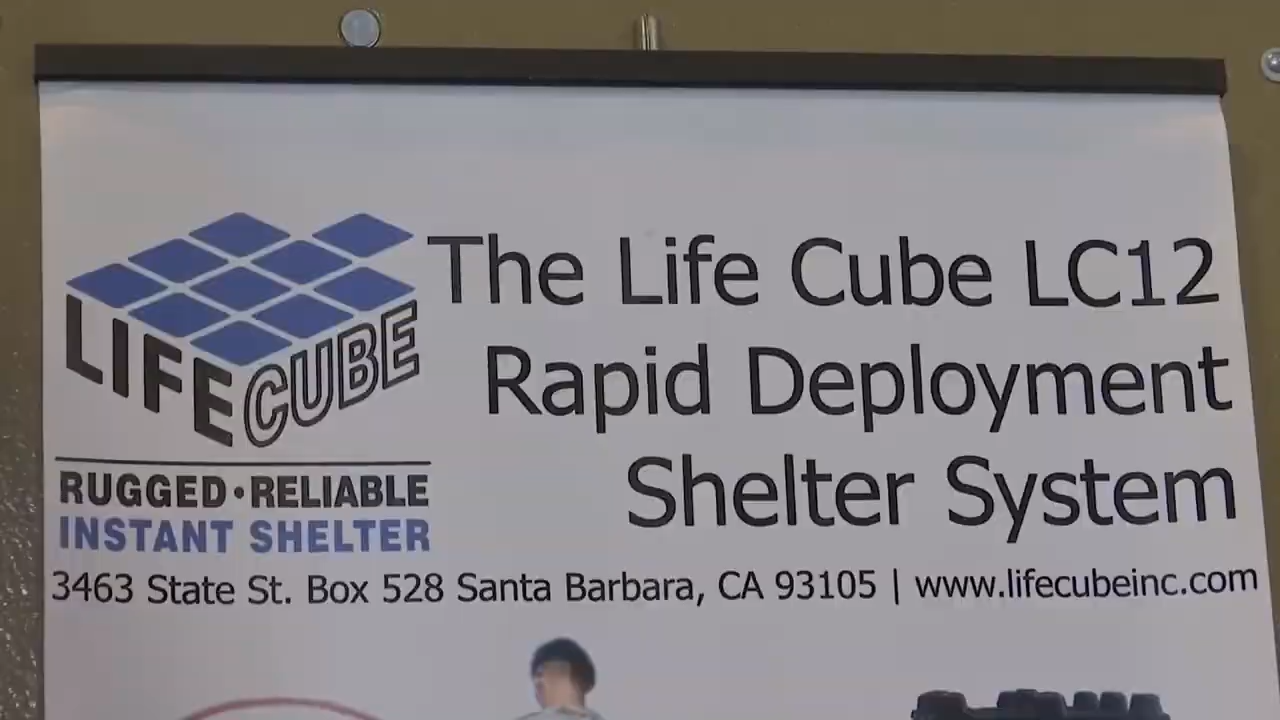 LIFE CUBE
RUGGED•RELIABLE
INSTANT SHELTER
The Life Cube LC12
Rapid Deployment
Shelter System
3463 State St. Box 528 Santa Barbara, CA 93105 | www.lifecubeinc.com